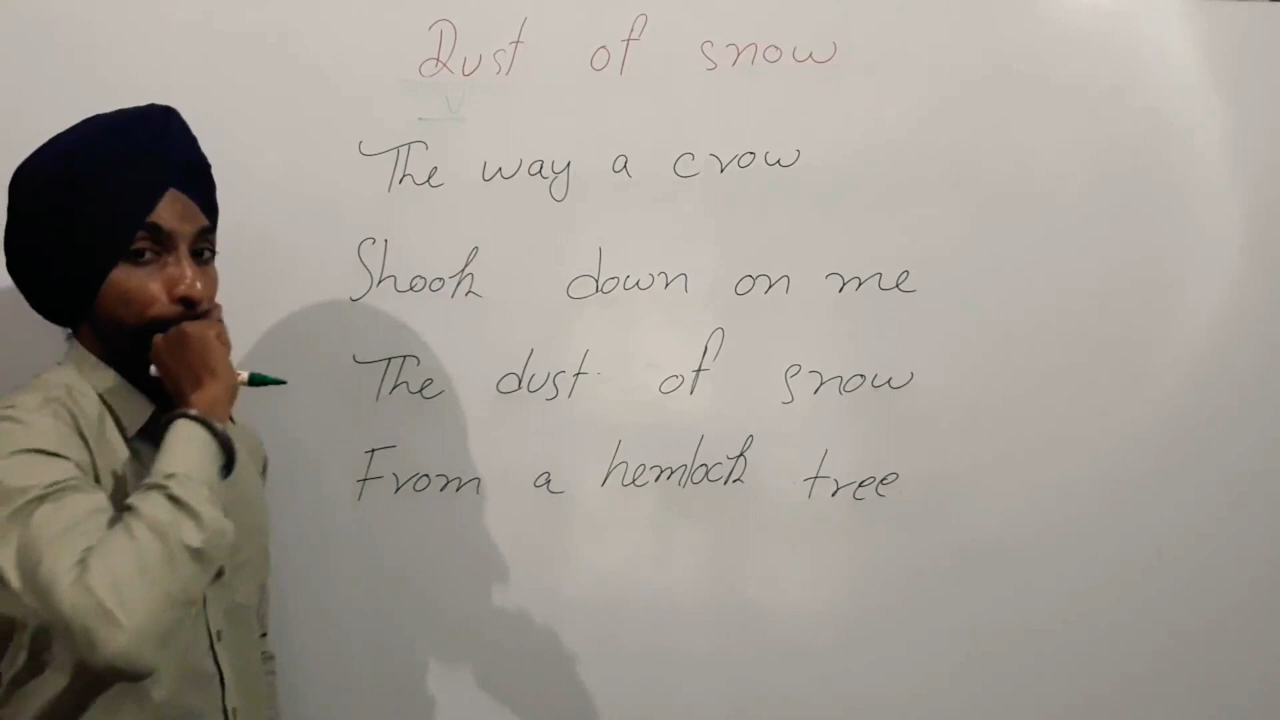 Dust of snow
The way a crow
Shook down on me
The dust of snow
From a hemlock tree